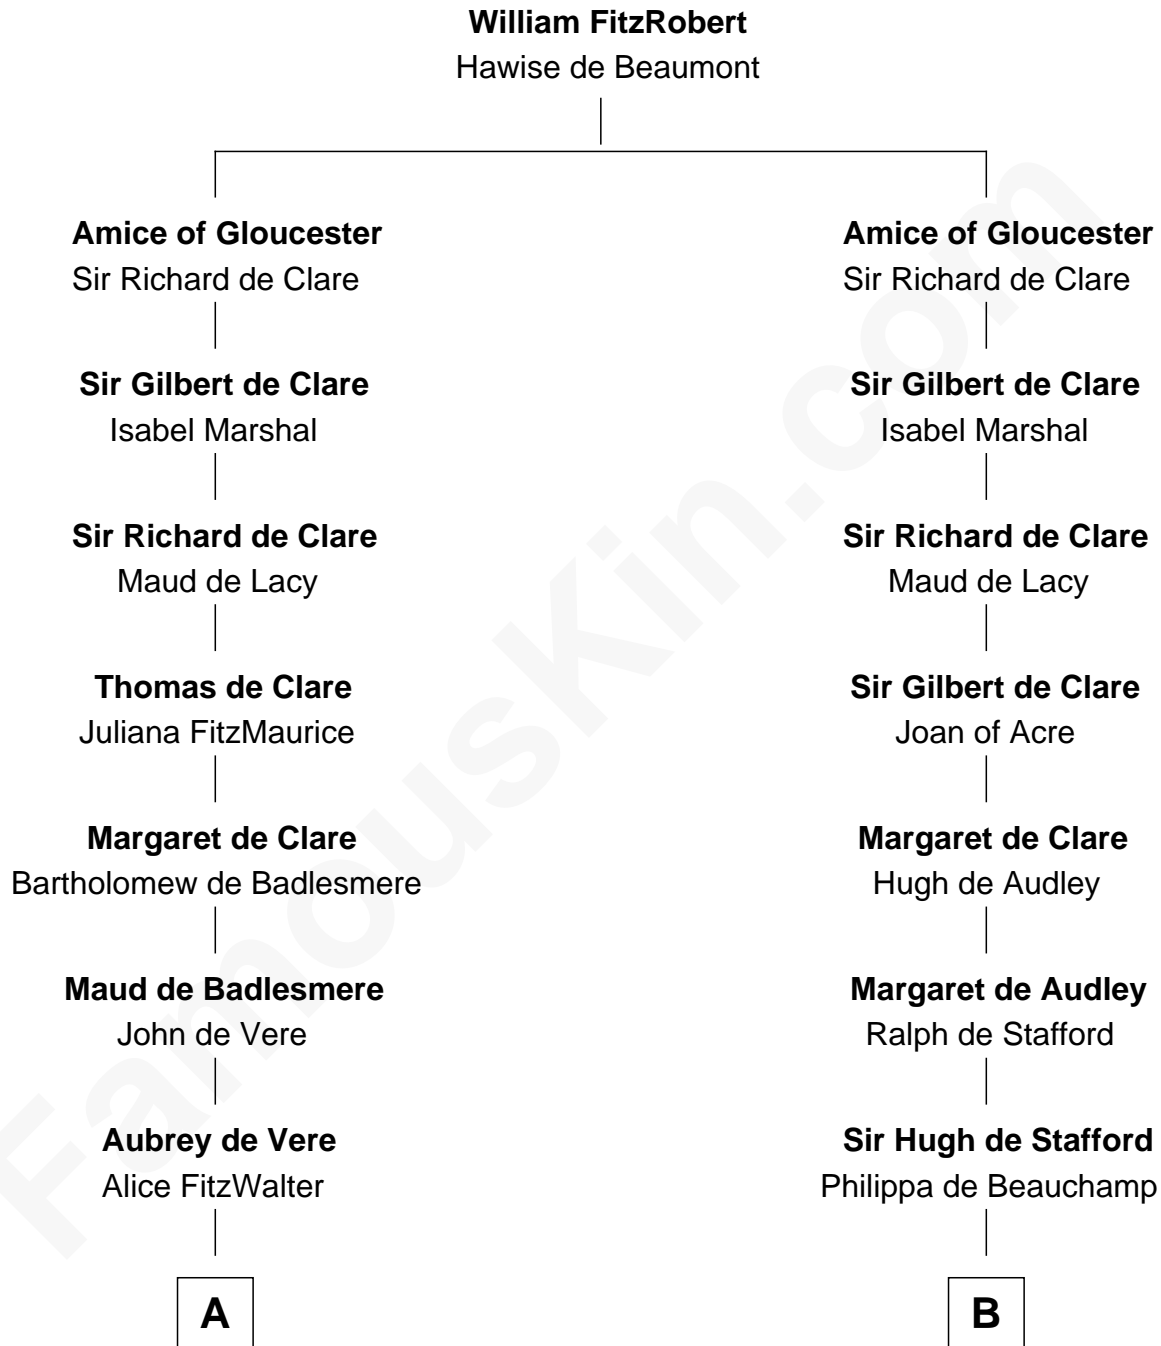 William FitzRobert
Hawise de Beaumont
Amice of Gloucester
Sir Richard de Clare
Sir Gilbert de Clare
Isabel Marshal
Sir Richard de Clare
Maud de Lacy
Thomas de Clare
Juliana FitzMaurice
Margaret de Clare
Bartholomew de Badlesmere
Maud de Badlesmere
John de Vere
Aubrey de Vere
Alice FitzWalter
A
Amice of Gloucester
Sir Richard de Clare
Sir Gilbert de Clare
Isabel Marshal
Sir Richard de Clare
Maud de Lacy
Sir Gilbert de Clare
Joan of Acre
Margaret de Clare
Hugh de Audley
Margaret de Audley
Ralph de Stafford
Sir Hugh de Stafford
Philippa de Beauchamp
B
FamousKin.com